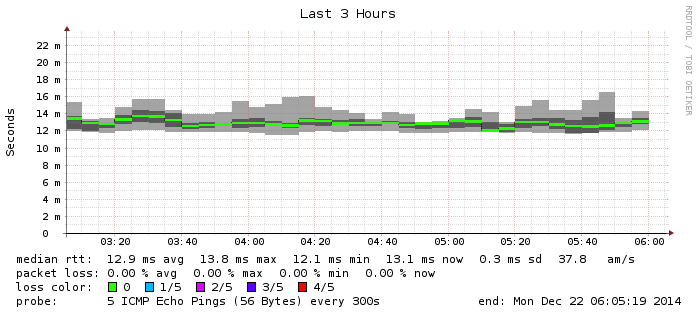 Last 3 Hours
RRDTOOL / TOBI OETIKER
Seconds
22 m
20 m
18 m
16 m
14 m
12 m
10 m
8 m
6 m
4 m
2 m
0
03:20 03:40 04:00 04:20 04:40 05:00 05:20 05:40 06:00
median rtt: 12.9 ms avg 13.8 ms max 12.1 ms min 13.1 ms now 0.3 ms sd 37.8 am/s
packet loss: 0.00 % avg 0.00 % max 0.00 % min 0.00 % now
loss color: 0 1/5 2/5 3/5 4/5
probe: 5 ICMP Echo Pings (56 Bytes) every 300s end: Mon Dec 22 06:05:19 2014